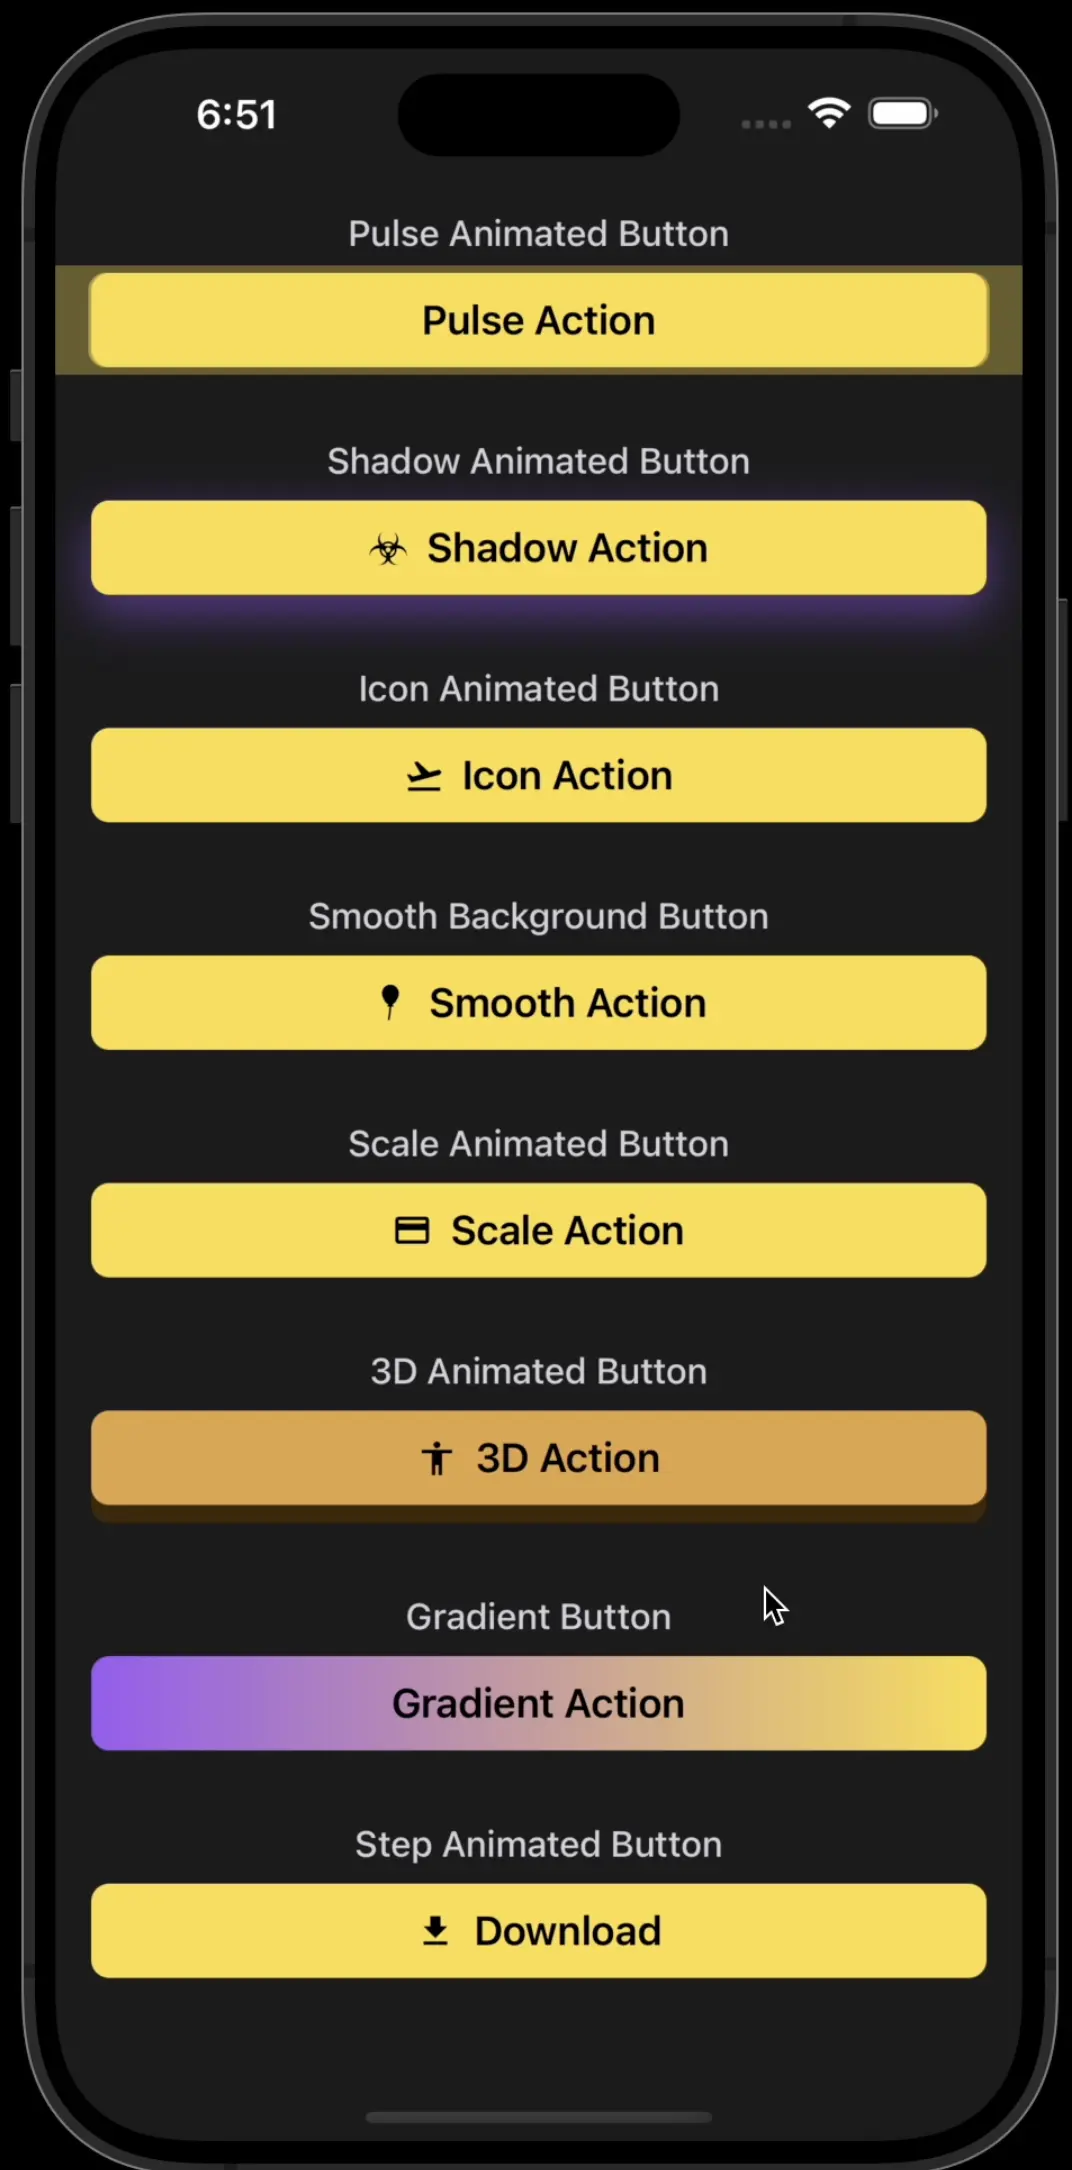 6:51
Pulse Animated Button
Pulse Action
Shadow Animated Button
Shadow Action
Icon Animated Button
Icon Action
Smooth Background Button
Smooth Action
Scale Animated Button
Scale Action
3D Animated Button
3D Action
Gradient Button
Gradient Action
Step Animated Button
Download